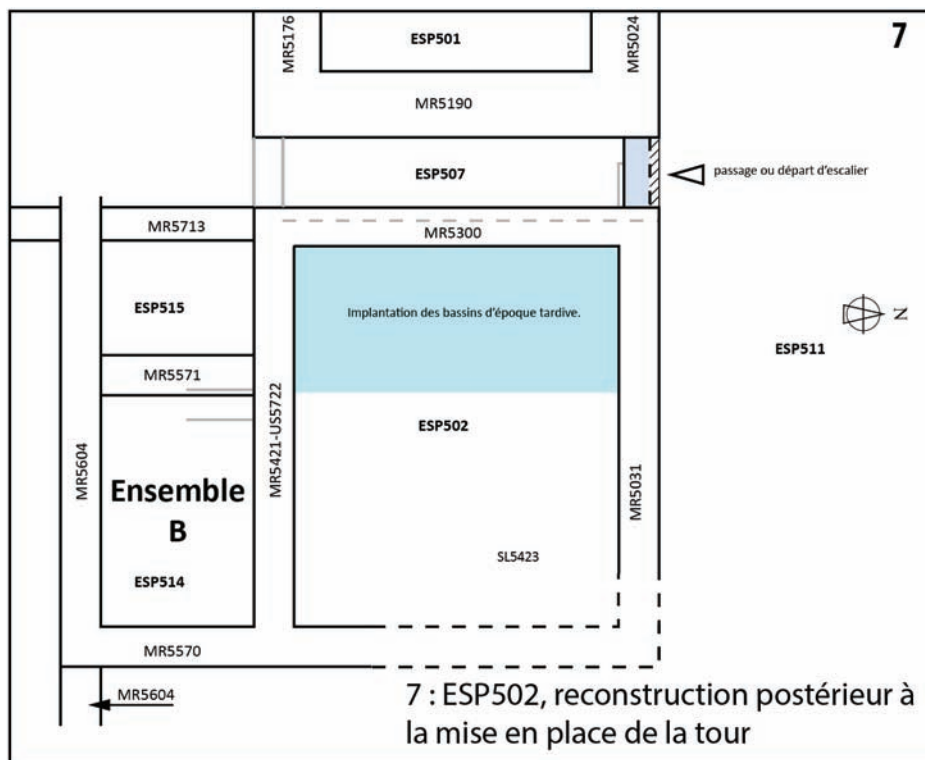 7
MR5176
ESP501
MR5024
MR5190
ESP507
passage ou départ d'escalier
MR5713
MR5300
ESP515
Implantation des bassins d'époque tardive.
N
ESP511
MR5571
MR5421-US5722
ESP502
MR5604
MR5031
Ensemble
B
SL5423
ESP514
MR5570
MR5604
7 : ESP502, reconstruction postérieur à
la mise en place de la tour